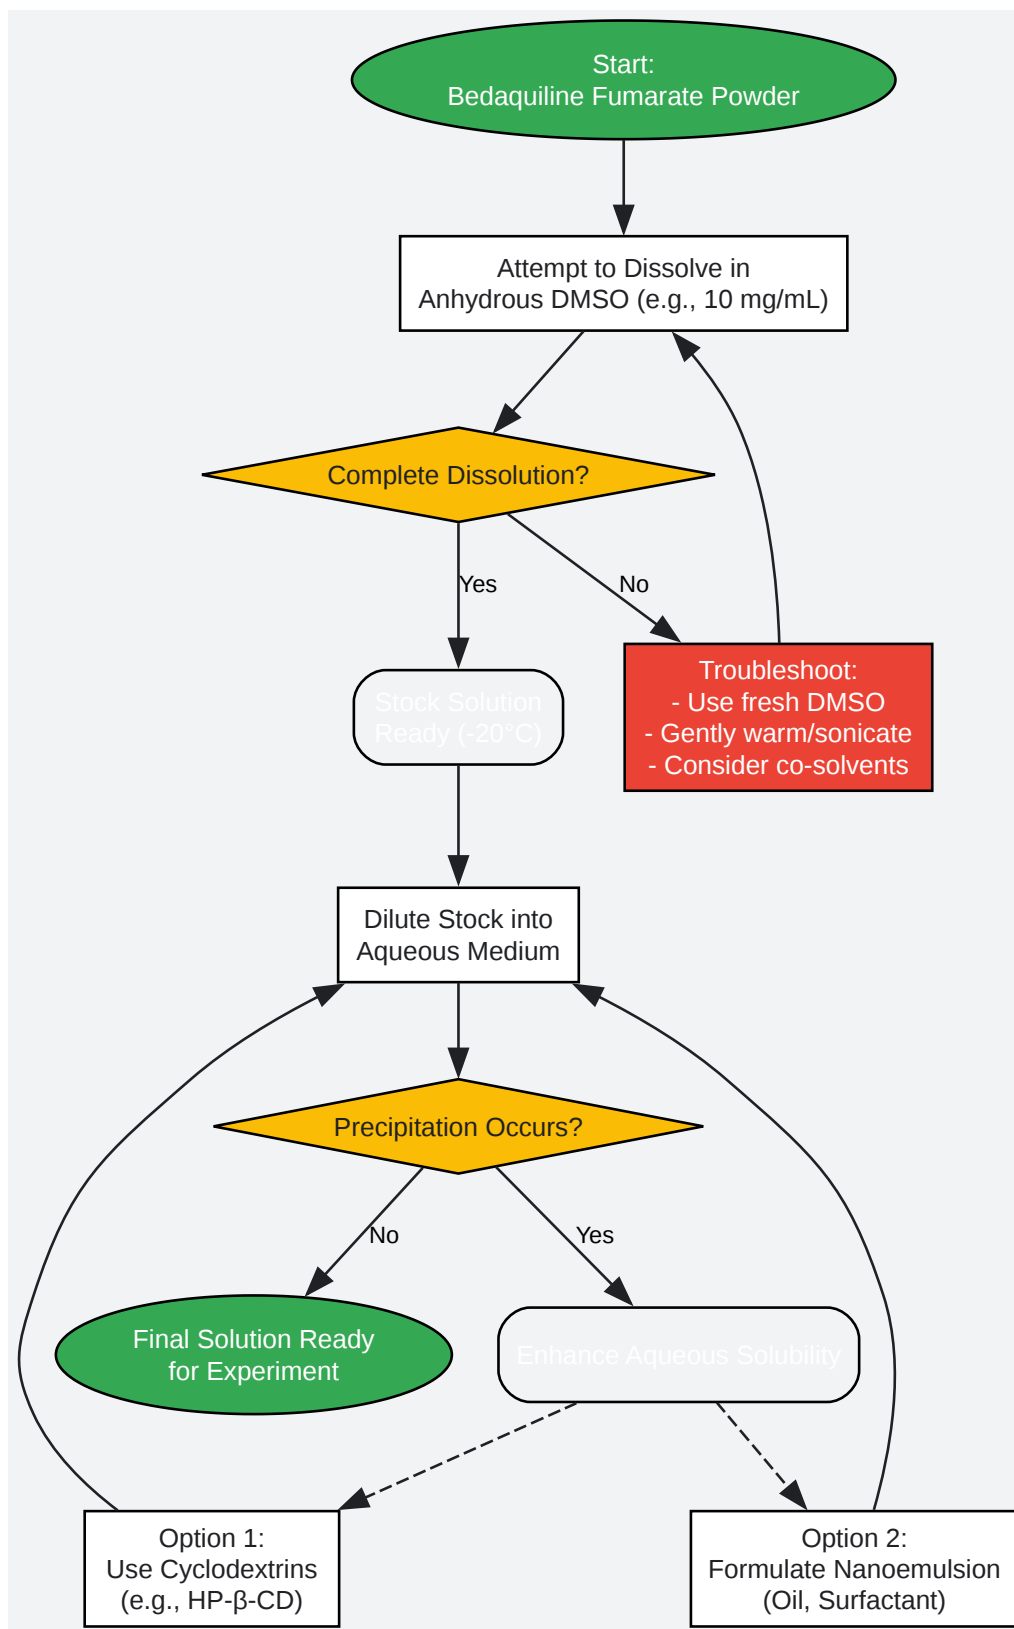 Start:
Bedaquiline Fumarate Powder
Attempt to Dissolve in
Anhydrous DMSO (e.g., 10 mg/mL)
Complete Dissolution?
Yes
No
Stock Solution
Ready (-20°C)
Troubleshoot:
- Use fresh DMSO
- Gently warm/sonicate
- Consider co-solvents
Dilute Stock into
Aqueous Medium
Precipitation Occurs?
No
Yes
Final Solution Ready
for Experiment
Enhance Aqueous Solubility
Option 1:
Use Cyclodextrins
(e.g., HP-β-CD)
Option 2:
Formulate Nanoemulsion
(Oil, Surfactant)